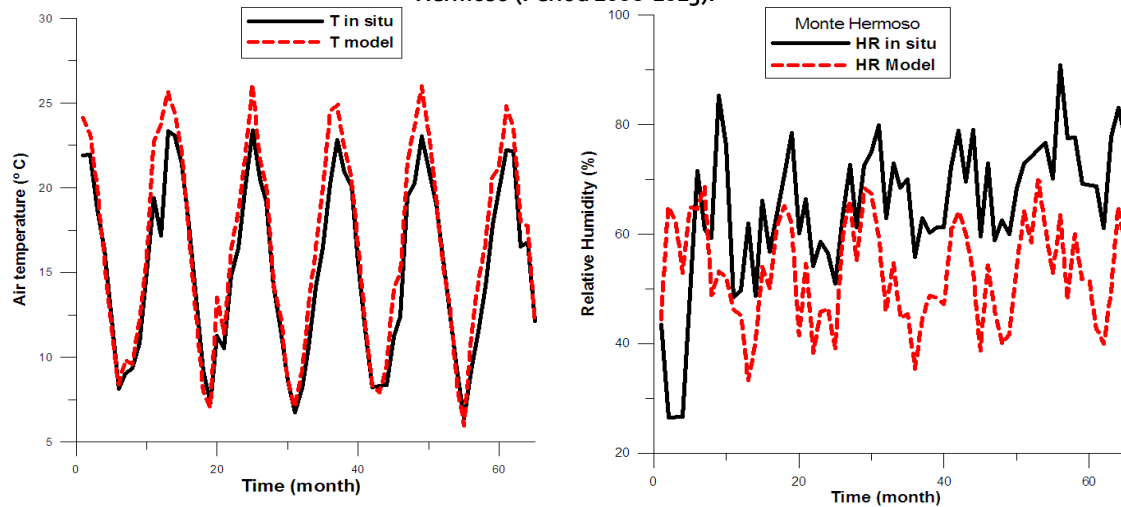 T in situ
T model
Air temperature (° C)
30
25
20
15
10
5
0
20
40
60
Time (month)
Monte Hermoso
HR in situ
HR Model
Relative Humidity (%)
100
80
60
40
20
0
20
40
60
Time (month)